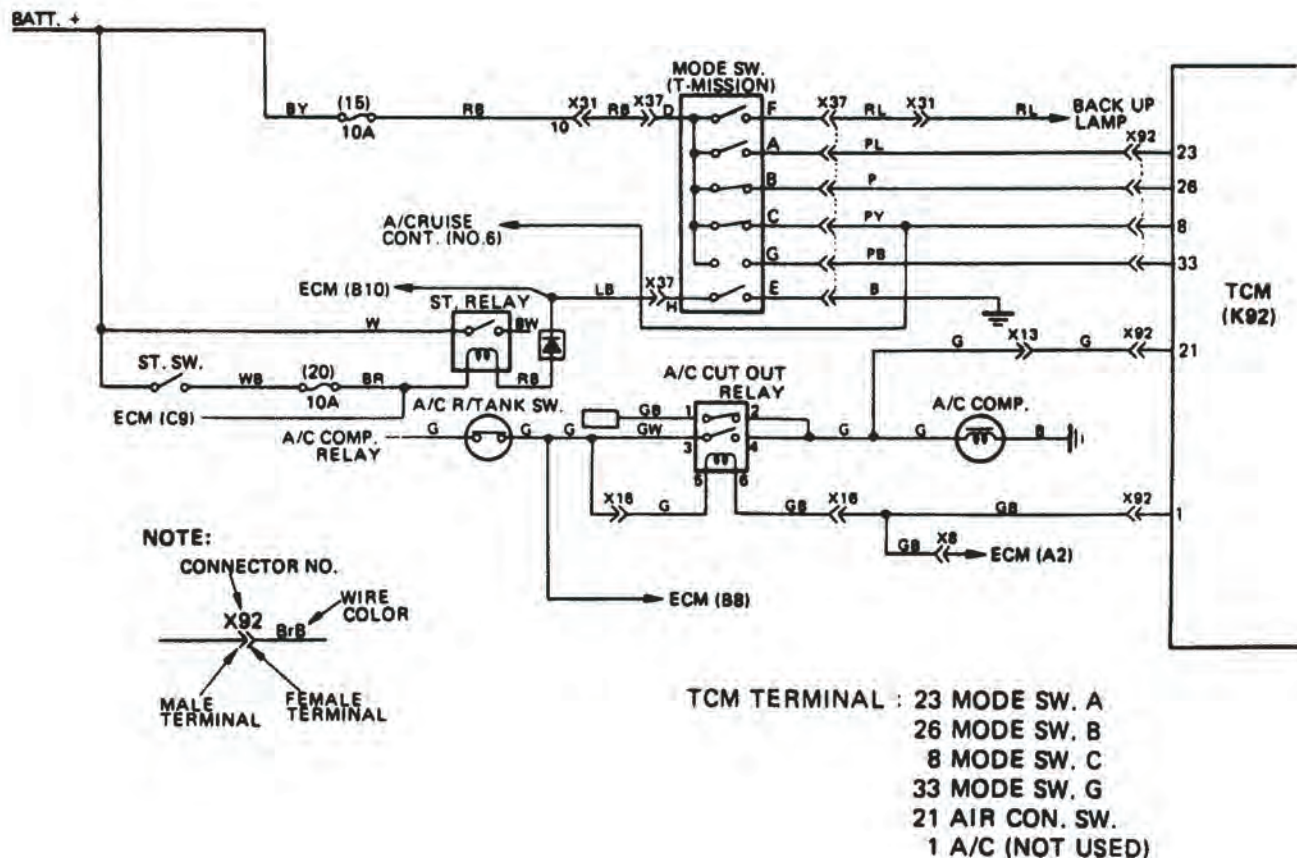 BATT. +
MODE SW.
(T-MISSION)
BY
(15)
10A
RB
X31
10
RB
X37
D
F
X37
RL
X31
RL
BACK UP
LAMP
X92
A
PL
23
B
P
26
A/CRUISE
CONT. (NO.6)
C
PY
8
G
PB
33
ECM (B10)
LB
X37
H
E
B
TCM
(K92)
ST. RELAY
W
BW
G
X13
G
X92
21
ST. SW.
WB
(20)
10A
BR
RB
A/C CUT OUT
RELAY
ECM (C9)
A/C R/TANK SW.
GB
1
2
A/C COMP.
A/C COMP.
RELAY
G
G
G
GW
3
4
G
G
B
5
6
X16
G
GB
X16
GB
X92
1
GB
X8
ECM (A2)
NOTE:
CONNECTOR NO.
WIRE
COLOR
X92
BrB
ECM (B8)
MALE
TERMINAL
FEMALE
TERMINAL
TCM TERMINAL : 23 MODE SW. A
26 MODE SW. B
8 MODE SW. C
33 MODE SW. G
21 AIR CON. SW.
1 A/C (NOT USED)